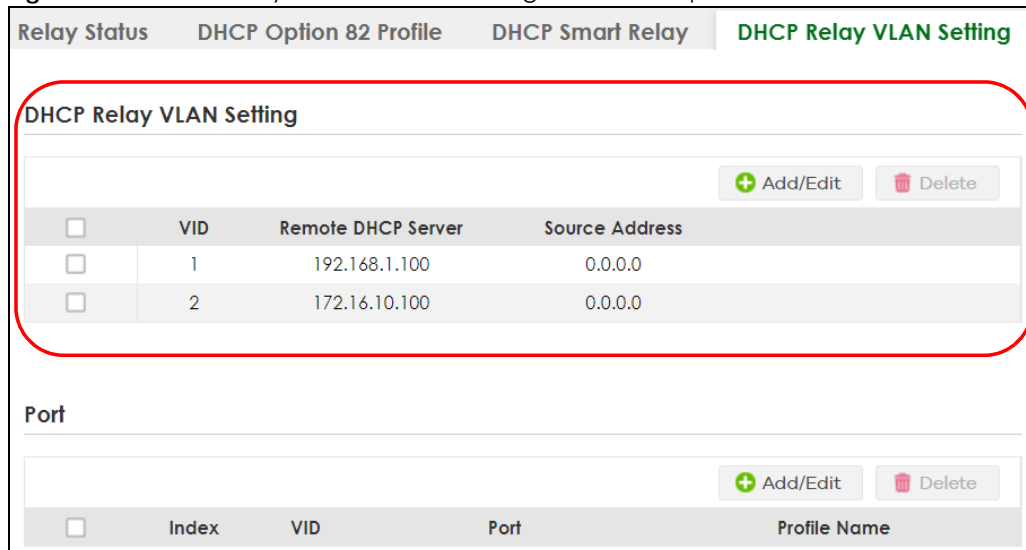 Relay Status DHCP Option 82 Profile DHCP Smart Relay DHCP Relay VLAN Setting
DHCP Relay VLAN Setting
Add/Edit Delete
VID Remote DHCP Server Source Address
1 192.168.1.100 0.0.0.0
2 172.16.10.100 0.0.0.0
Port
Add/Edit Delete
Index VID Port Profile Name